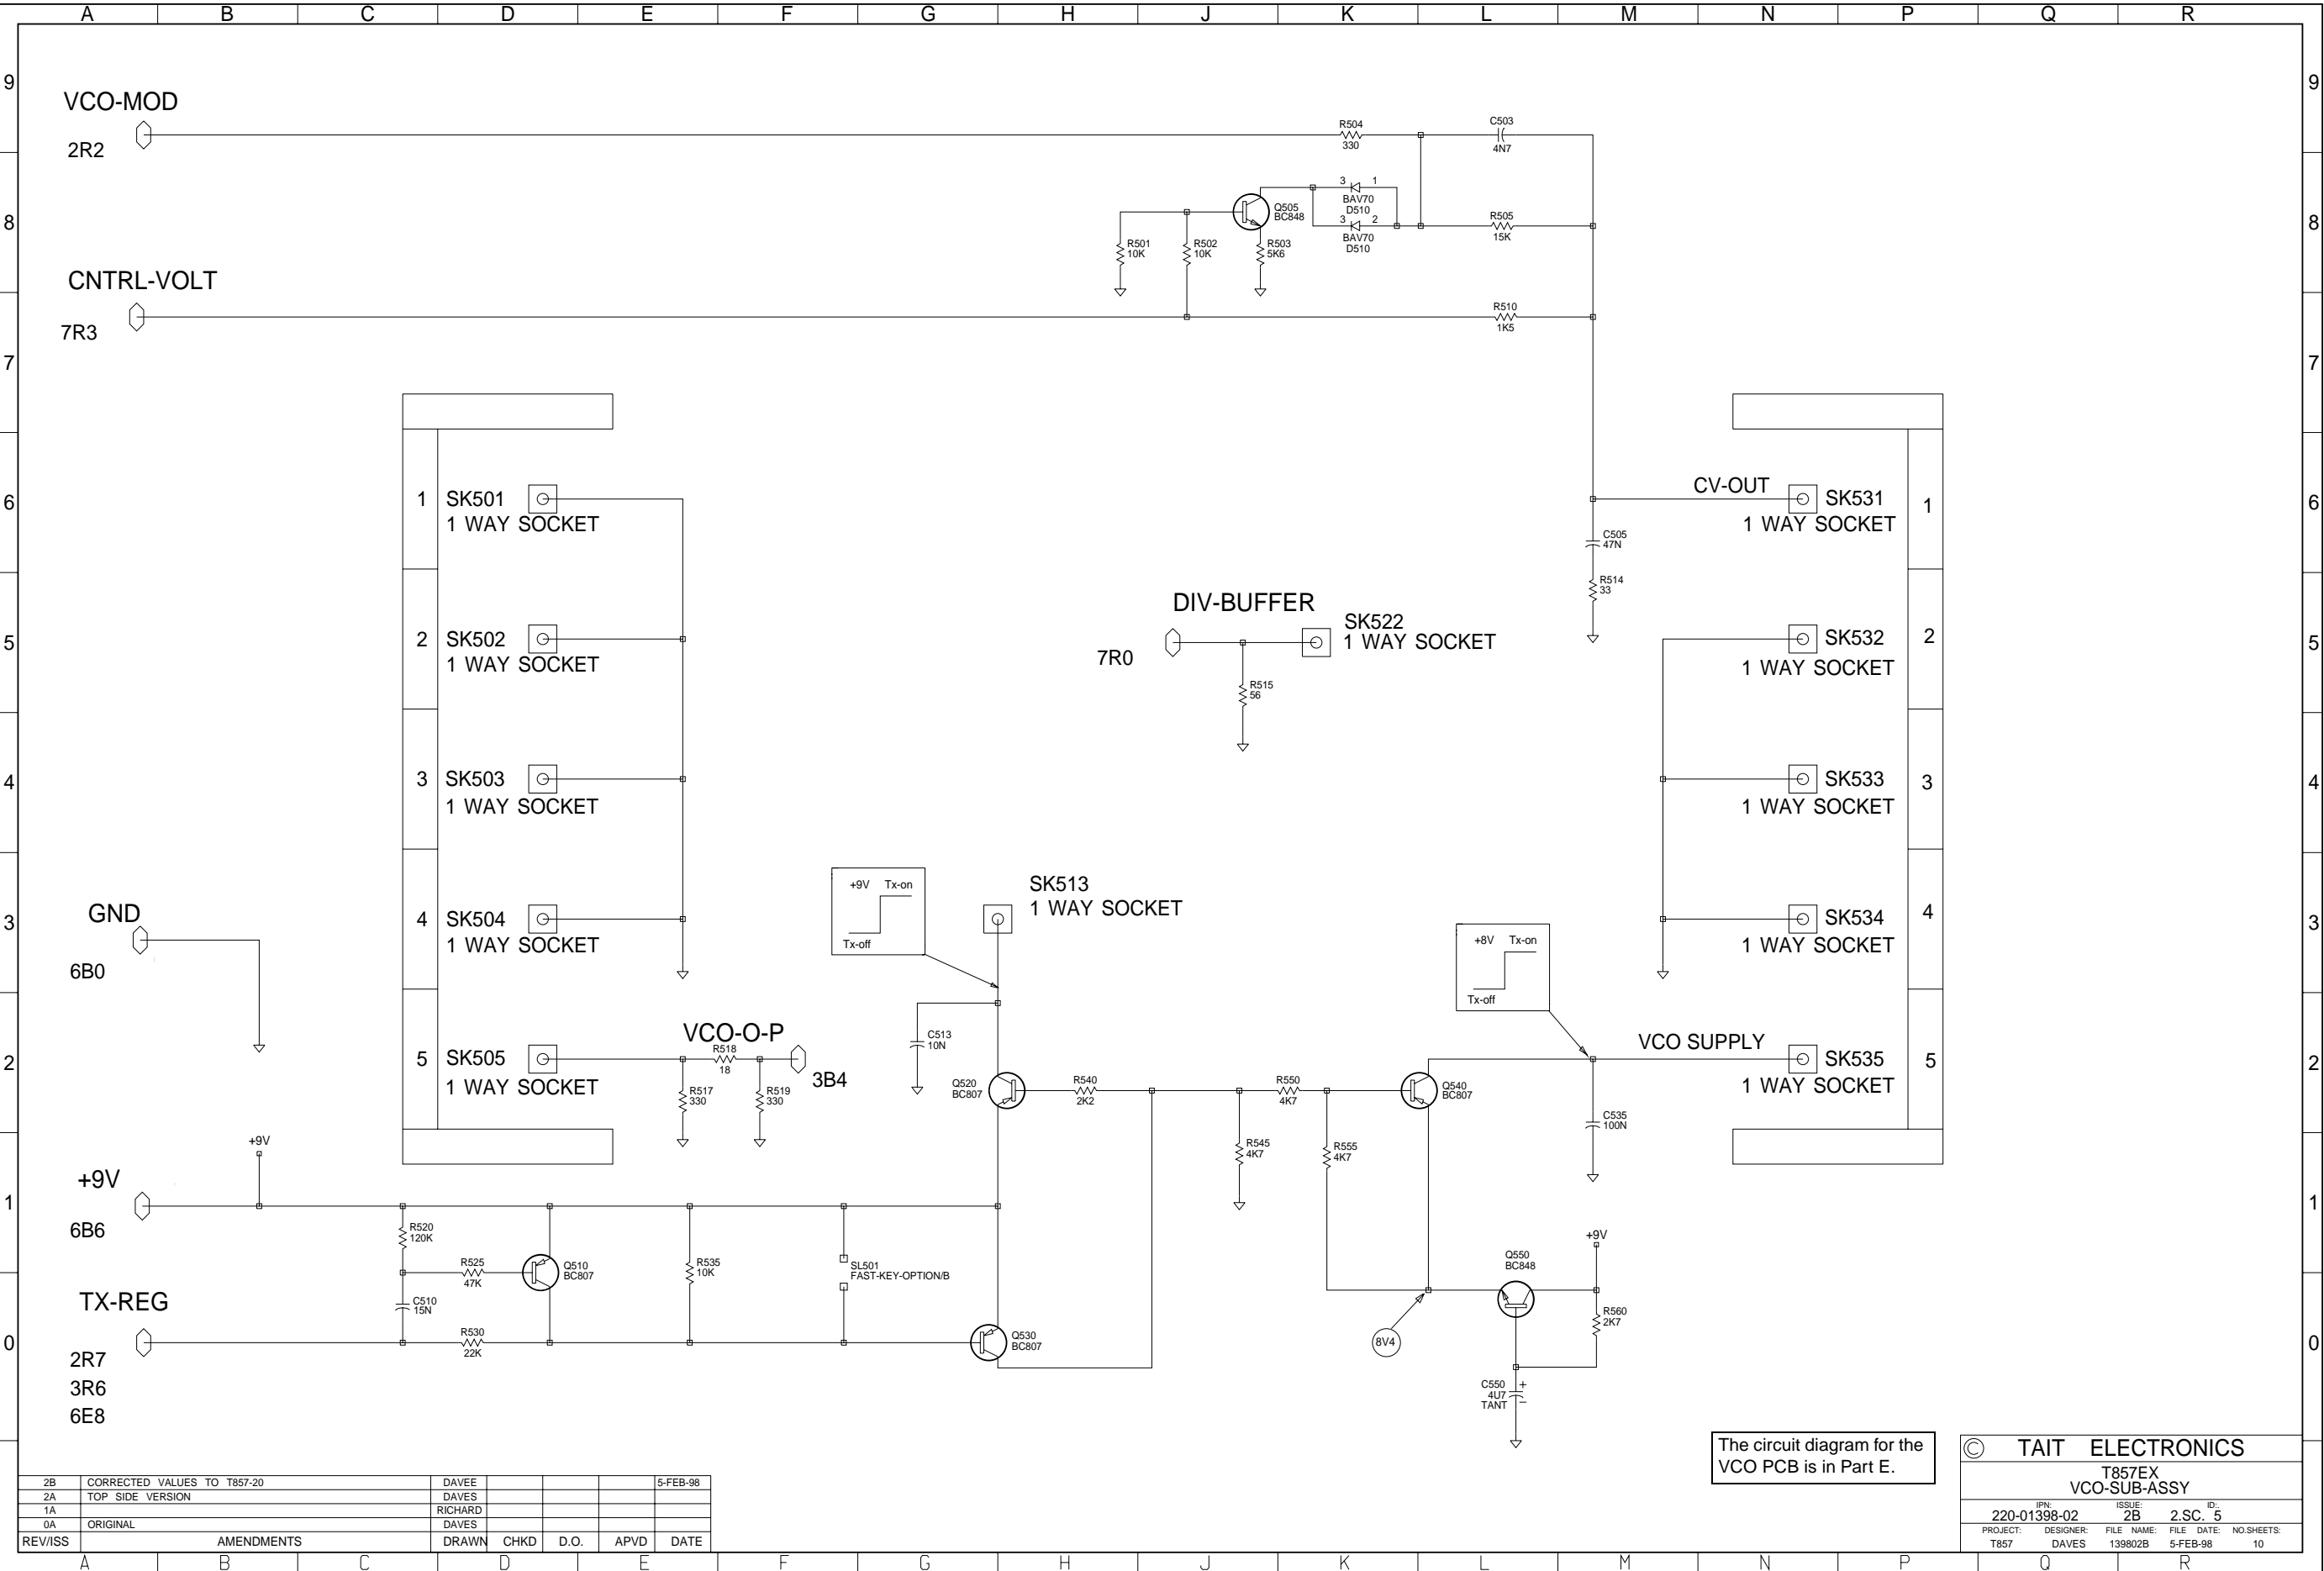 A B C D E F G H J K L M N P Q R
9 9
8 8
7 7
6 6
5 5
4 4
3 3
2 2
1 1
0 0
VCO-MOD
2R2
R504
330
C503
4N7
3 1
BAV70
D510
3 2
BAV70
D510
Q505
BC848
R505
15K
R501
10K
R502
10K
R503
5K6
CNTRL-VOLT
7R3
R510
1K5
1 SK501
1 WAY SOCKET
2 SK502
1 WAY SOCKET
3 SK503
1 WAY SOCKET
4 SK504
1 WAY SOCKET
5 SK505
1 WAY SOCKET
CV-OUT
SK531 1
1 WAY SOCKET
C505
47N
R514
33
SK532 2
1 WAY SOCKET
SK533 3
1 WAY SOCKET
SK534 4
1 WAY SOCKET
VCO SUPPLY
SK535 5
1 WAY SOCKET
DIV-BUFFER
7R0
SK522
1 WAY SOCKET
R515
56
GND
6B0
+9V Tx-on
Tx-off
SK513
1 WAY SOCKET
+8V Tx-on
Tx-off
VCO-O-P
R518
18
3B4
R517
330
R519
330
C513
10N
Q520
BC807
R540
2K2
R550
4K7
Q540
BC807
R545
4K7
R555
4K7
C535
100N
+9V
+9V
6B6
R520
120K
R525
47K
Q510
BC807
R535
10K
SL501
FAST-KEY-OPTION/B
C510
15N
R530
22K
TX-REG
2R7
3R6
6E8
Q530
BC807
8V4
Q550
BC848
+9V
R560
2K7
C550
4U7
TANT
+
−
The circuit diagram for the
VCO PCB is in Part E.
2B CORRECTED VALUES TO T857-20 DAVEE 5-FEB-98
2A TOP SIDE VERSION DAVES
1A RICHARD
0A ORIGINAL DAVES
REV/ISS AMENDMENTS DRAWN CHKD D.O. APVD DATE
© TAIT ELECTRONICS
T857EX
VCO-SUB-ASSY
IPN: ISSUE: ID:.
220-01398-02 2B 2.SC. 5
PROJECT: DESIGNER: FILE NAME: FILE DATE: NO.SHEETS:
T857 DAVES 139802B 5-FEB-98 10
A B C D E F G H J K L M N P Q R